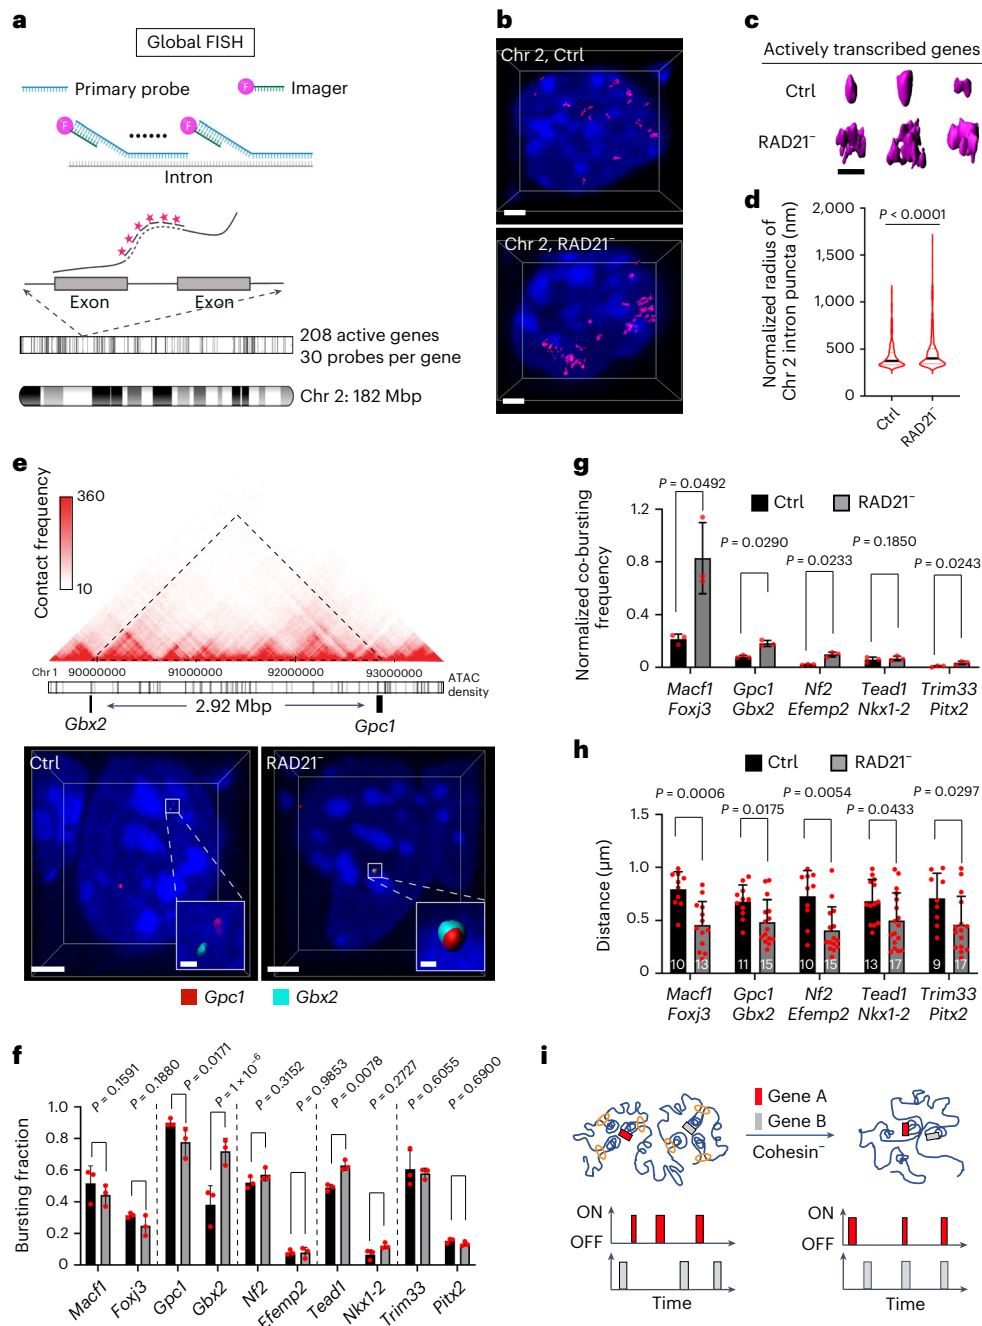 a
Global FISH
Primary probe
Imager
F
F
F
Intron
Exon
Exon
208 active genes
30 probes per gene
Chr 2: 182 Mbp
b
Chr 2, Ctrl
Chr 2, RAD21⁻
c
Actively transcribed genes
Ctrl
RAD21⁻
d
Normalized radius of
Chr 2 intron puncta (nm)
2,000
1,500
1,000
500
0
P < 0.0001
Ctrl
RAD21⁻
e
Contact frequency
360
10
Chr 1 90000000 91000000 92000000 93000000
ATAC
density
2.92 Mbp
Gbx2
Gpc1
Ctrl
RAD21⁻
Gpc1 Gbx2
f
Bursting fraction
1.0
0.8
0.6
0.4
0.2
0
P = 0.1591
P = 0.1880
P = 0.0171
P = 1 × 10⁻⁶
P = 0.3152
P = 0.9853
P = 0.0078
P = 0.2727
P = 0.6055
P = 0.6900
Macf1
Foxj3
Gpc1
Gbx2
Nf2
Efemp2
Tead1
Nkx1-2
Trim33
Pitx2
g
Normalized co-bursting
frequency
1.2
0.8
0.4
0
Ctrl RAD21⁻
P = 0.0492
P = 0.0290
P = 0.0233
P = 0.1850
P = 0.0243
Macf1 Gpc1 Nf2 Tead1 Trim33
Foxj3 Gbx2 Efemp2 Nkx1-2 Pitx2
h
Distance (µm)
1.5
1.0
0.5
0
Ctrl RAD21⁻
P = 0.0006
P = 0.0175
P = 0.0054
P = 0.0433
P = 0.0297
10 13 11 15 10 15 13 17 9 17
Macf1 Gpc1 Nf2 Tead1 Trim33
Foxj3 Gbx2 Efemp2 Nkx1-2 Pitx2
i
Gene A
Gene B
Cohesin⁻
ON
OFF
Time
ON
OFF
Time